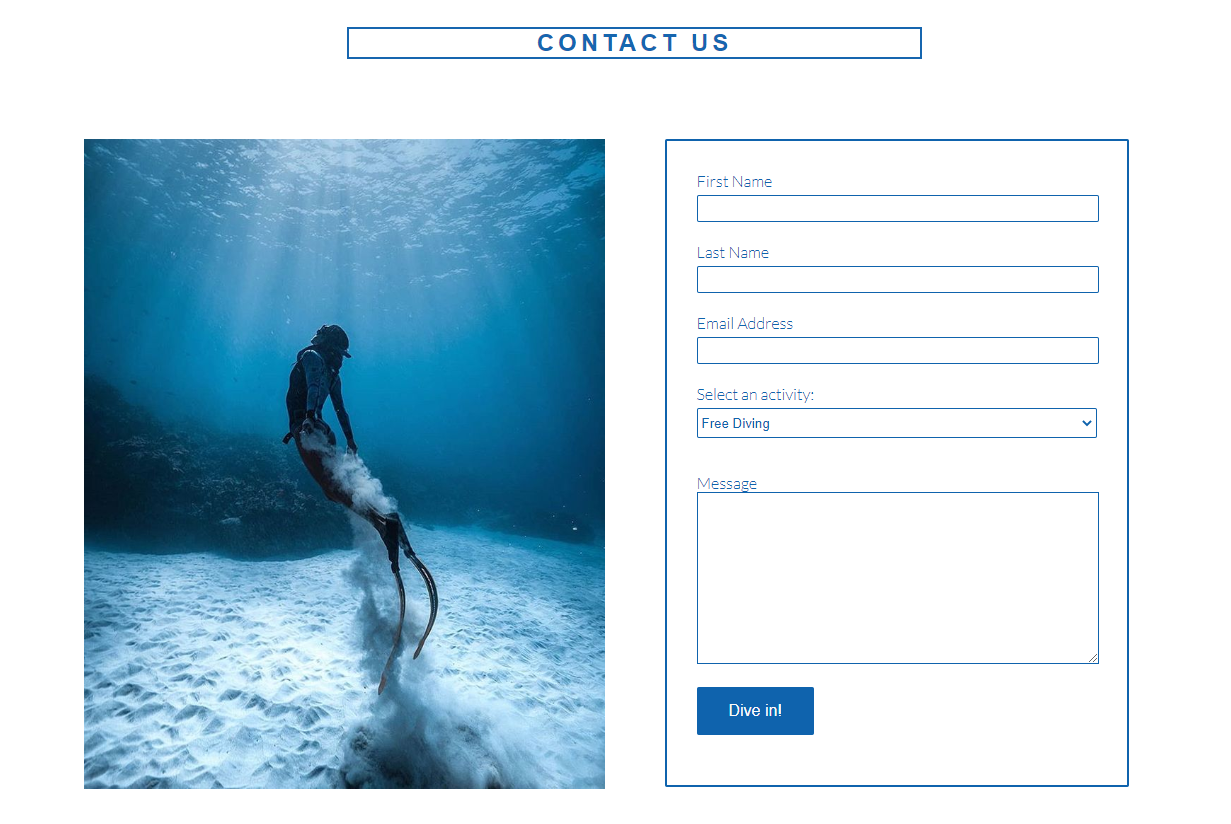 CONTACT US
First Name
Last Name
Email Address
Select an activity:
Free Diving
Message
Dive in!